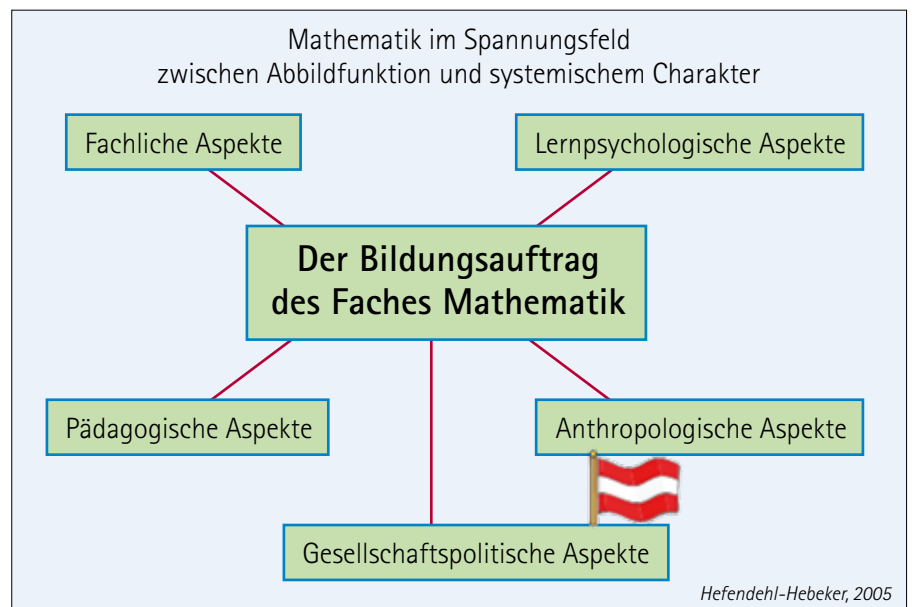 Mathematik im Spannungsfeld
zwischen Abbildfunktion und systemischem Charakter
Fachliche Aspekte
Lernpsychologische Aspekte
Der Bildungsauftrag
des Faches Mathematik
Pädagogische Aspekte
Anthropologische Aspekte
Gesellschaftspolitische Aspekte
Hefendehl-Hebeker, 2005